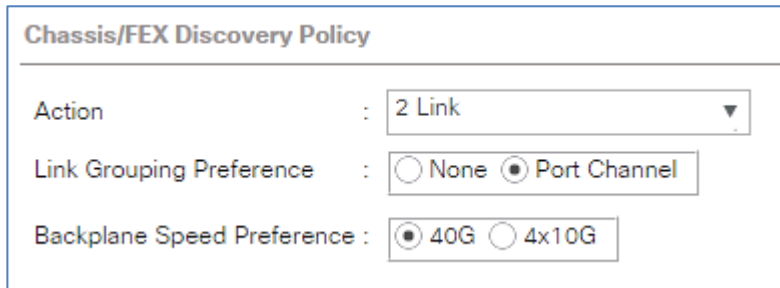 Chassis/FEX Discovery Policy
Action : 2 Link
Link Grouping Preference : None Port Channel
Backplane Speed Preference : 40G 4x10G